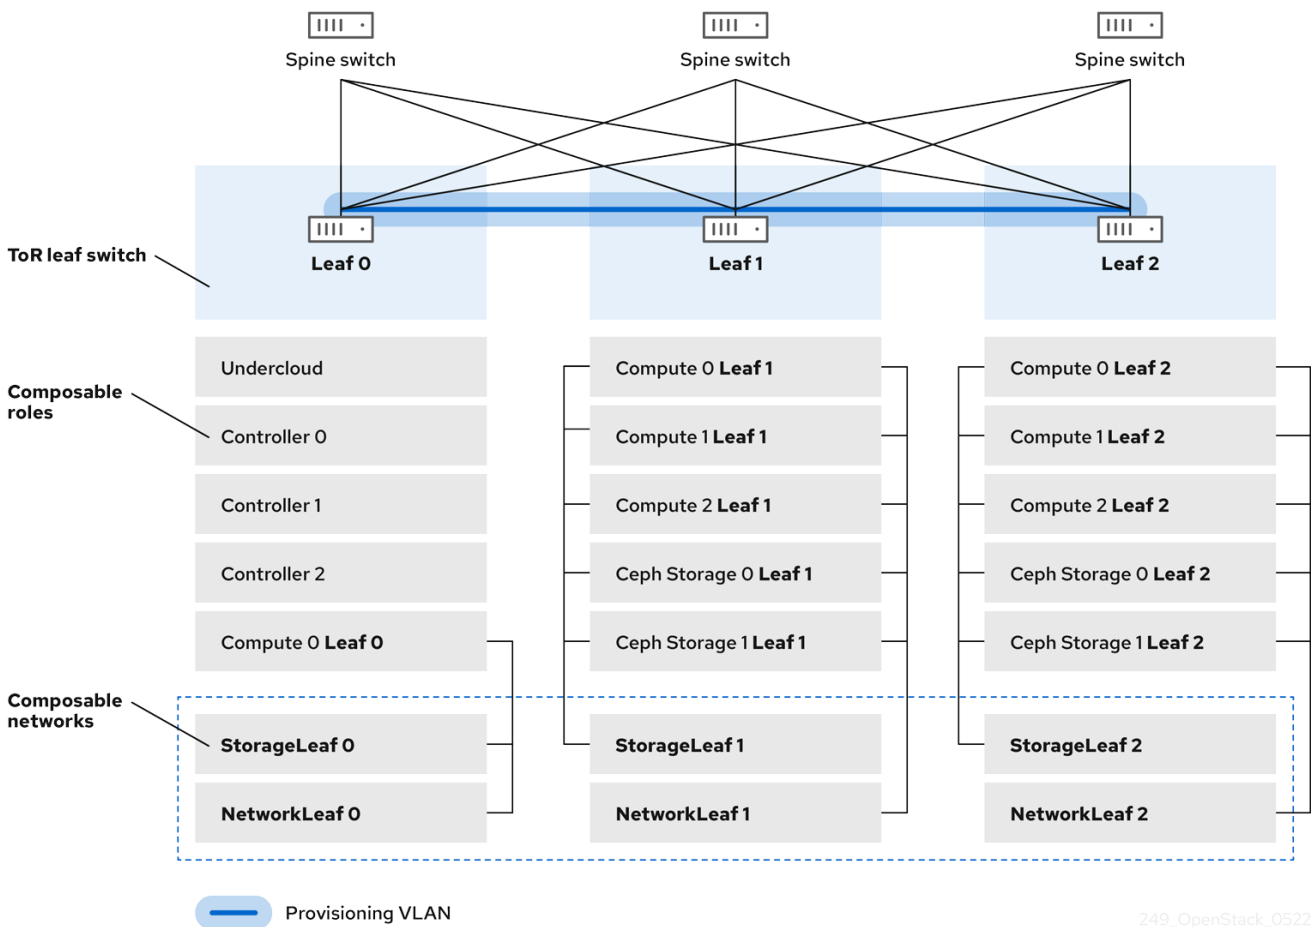 Spine switch
Spine switch
Spine switch
ToR leaf switch
Leaf 0
Leaf 1
Leaf 2
Composable
roles
Undercloud
Controller 0
Controller 1
Controller 2
Compute 0 Leaf 0
Compute 0 Leaf 1
Compute 1 Leaf 1
Compute 2 Leaf 1
Ceph Storage 0 Leaf 1
Ceph Storage 1 Leaf 1
Compute 0 Leaf 2
Compute 1 Leaf 2
Compute 2 Leaf 2
Ceph Storage 0 Leaf 2
Ceph Storage 1 Leaf 2
Composable
networks
StorageLeaf 0
NetworkLeaf 0
StorageLeaf 1
NetworkLeaf 1
StorageLeaf 2
NetworkLeaf 2
Provisioning VLAN
249_OpenStack_0522